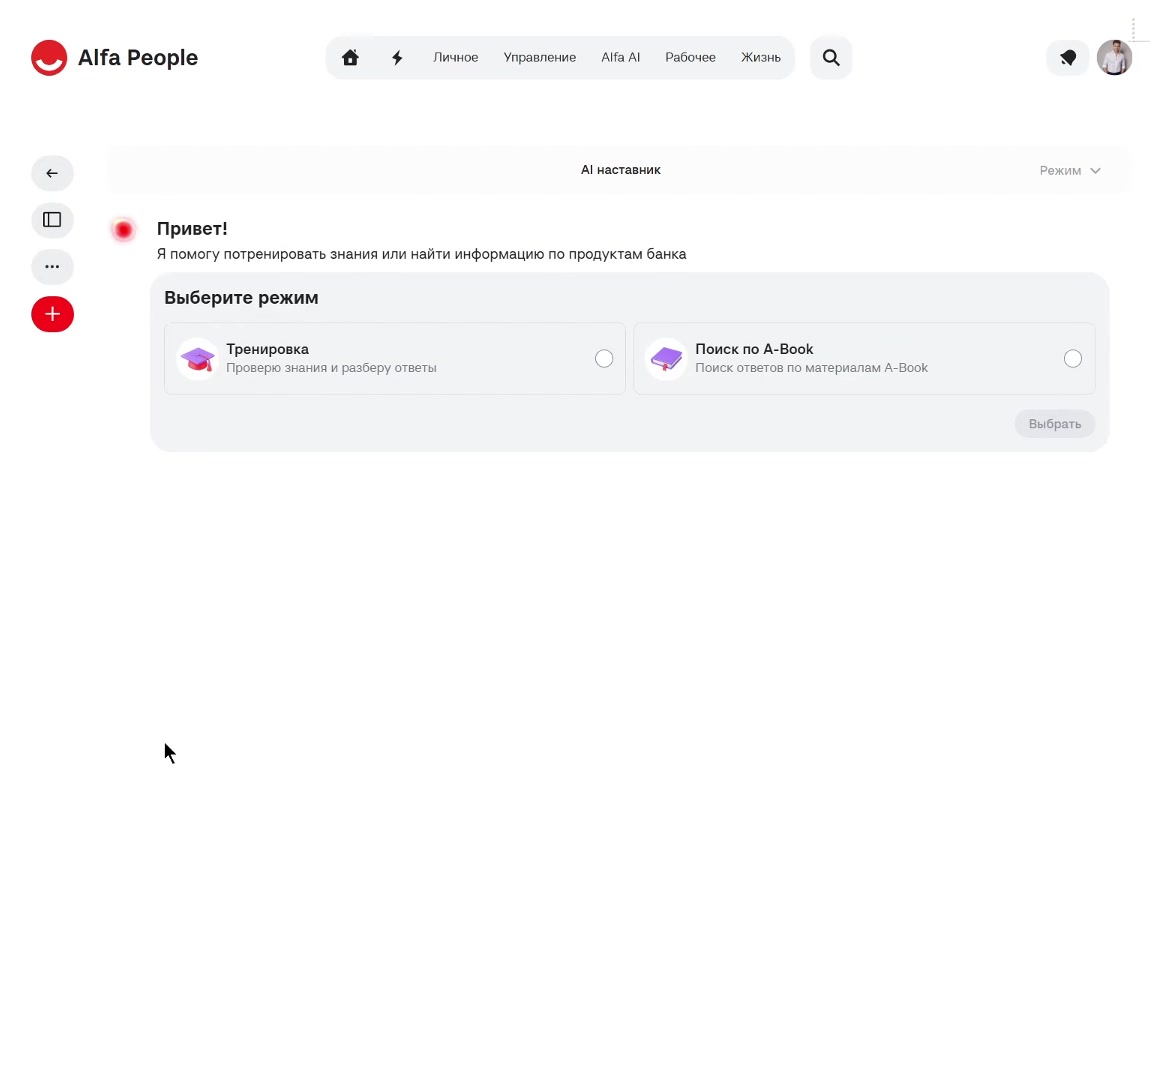 Alfa People
Личное
Управление
Alfa AI
Рабочее
Жизнь
AI наставник
Режим
Привет!
Я помогу потренировать знания или найти информацию по продуктам банка
Выберите режим
Тренировка
Проверю знания и разберу ответы
Поиск по A-Book
Поиск ответов по материалам A-Book
Выбрать